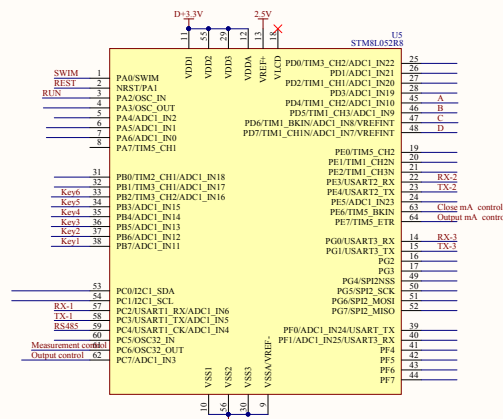 D+3.3V
2.5V
11
55
29
12
13
18
U5
STM8L052R8
VDD1
VDD2
VDD3
VDDA
VREF+
VLCD
SWIM 1 PA0/SWIM
REST 2 NRST/PA1
RUN 3 PA2/OSC_IN
4 PA3/OSC_OUT
5 PA4/ADC1_IN2
6 PA5/ADC1_IN1
7 PA6/ADC1_IN0
8 PA7/TIM5_CH1
31 PB0/TIM2_CH1/ADC1_IN18
32 PB1/TIM3_CH1/ADC1_IN17
Key6 33 PB2/TIM3_CH2/ADC1_IN16
Key5 34 PB3/ADC1_IN15
Key4 35 PB4/ADC1_IN14
Key3 36 PB5/ADC1_IN13
Key2 37 PB6/ADC1_IN12
Key1 38 PB7/ADC1_IN11
53 PC0/I2C1_SDA
54 PC1/I2C1_SCL
RX-1 57 PC2/USART1_RX/ADC1_IN6
TX-1 58 PC3/USART1_TX/ADC1_IN5
RS485 59 PC4/USART1_CK/ADC1_IN4
60 PC5/OSC32_IN
Measurement control 61 PC6/OSC32_OUT
Output control 62 PC7/ADC1_IN3
PD0/TIM3_CH2/ADC1_IN22 25
PD1/ADC1_IN21 26
PD2/TIM1_CH1/ADC1_IN20 27
PD3/ADC1_IN19 28
PD4/TIM1_CH2/ADC1_IN10 45 A
PD5/TIM1_CH3/ADC1_IN9 46 B
PD6/TIM1_BKIN/ADC1_IN8/VREFINT 47 C
PD7/TIM1_CH1N/ADC1_IN7/VREFINT 48 D
PE0/TIM5_CH2 19
PE1/TIM1_CH2N 20
PE2/TIM1_CH3N 21
PE3/USART2_RX 22 RX-2
PE4/USART2_TX 23 TX-2
PE5/ADC1_IN23 24
PE6/TIM5_BKIN 63 Close mA control
PE7/TIM5_ETR 64 Output mA control
PG0/USART3_RX 14 RX-3
PG1/USART3_TX 15 TX-3
PG2 16
PG3 17
PG4/SPI2NSS 49
PG5/SPI2_SCK 50
PG6/SPI2_MOSI 51
PG7/SPI2_MISO 52
PF0/ADC1_IN24/USART_TX 39
PF1/ADC1_IN25/USART3_RX 40
PF4 41
PF5 42
PF6 43
PF7 44
VSS1
VSS2
VSS3
VSSA/VREF-
10
56
30
9